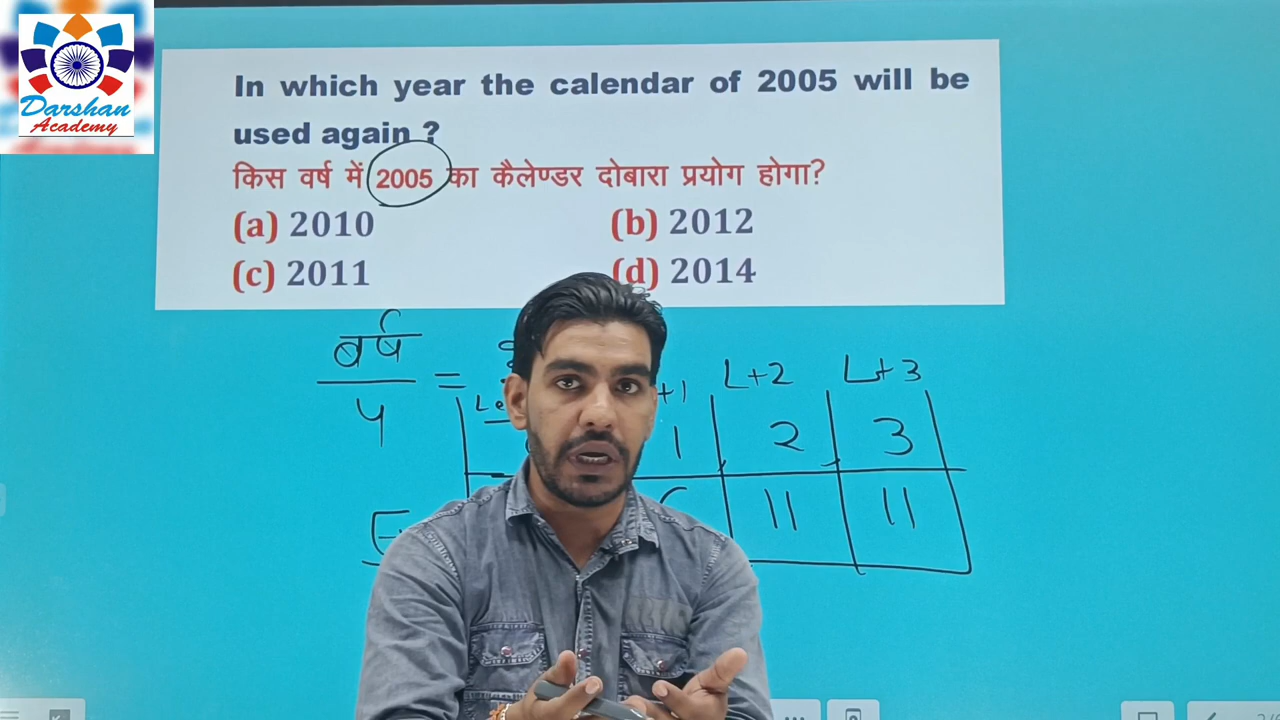 Darshan
Academy
In which year the calendar of 2005 will be
used again ?
किस वर्ष में 2005 का कैलेण्डर दोबारा प्रयोग होगा?
(a) 2010 (b) 2012
(c) 2011 (d) 2014
वर्ष
4
=
+1 L+2 L+3
1 2 3
11 11